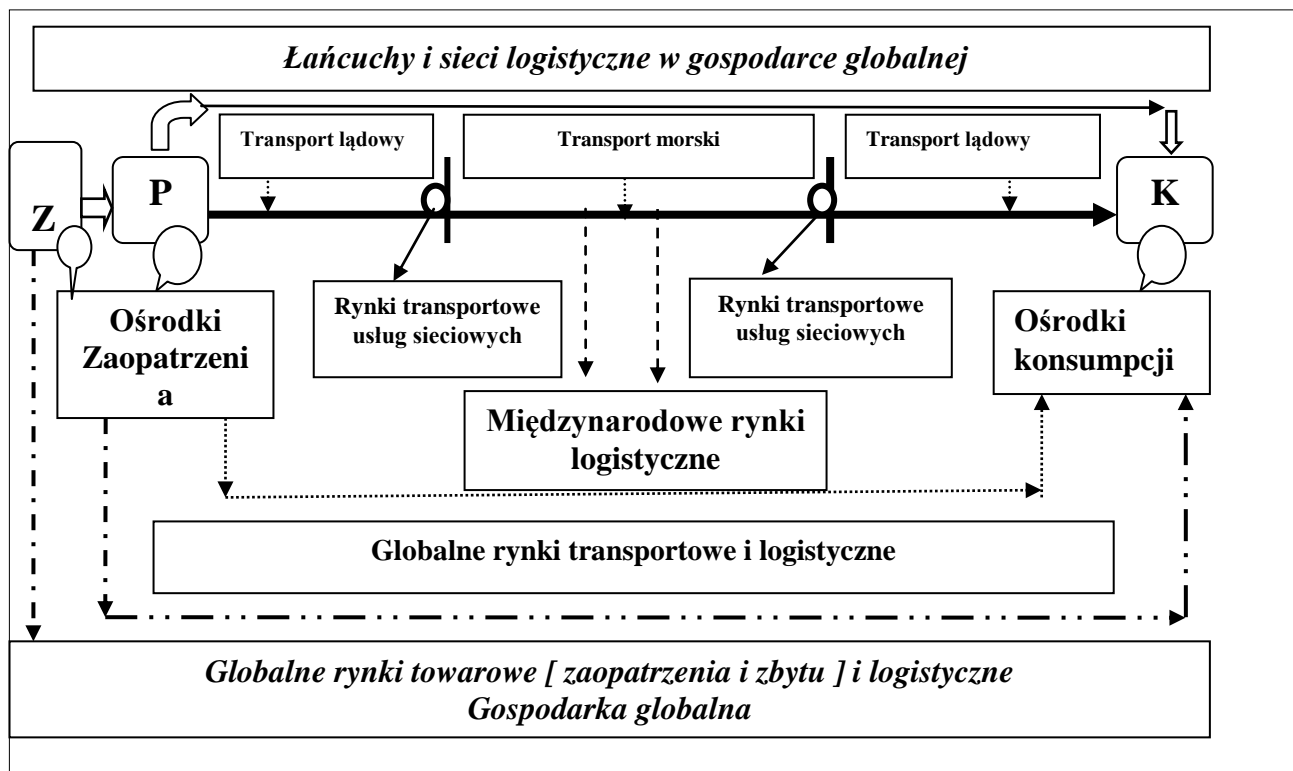 Łańcuchy i sieci logistyczne w gospodarce globalnej
Transport lądowy
Transport morski
Transport lądowy
Z
P
K
Rynki transportowe
usług sieciowych
Rynki transportowe
usług sieciowych
Ośrodki
Zaopatrzeni
a
Ośrodki
konsumpcji
Międzynarodowe rynki
logistyczne
Globalne rynki transportowe i logistyczne
Globalne rynki towarowe [ zaopatrzenia i zbytu ] i logistyczne
Gospodarka globalna